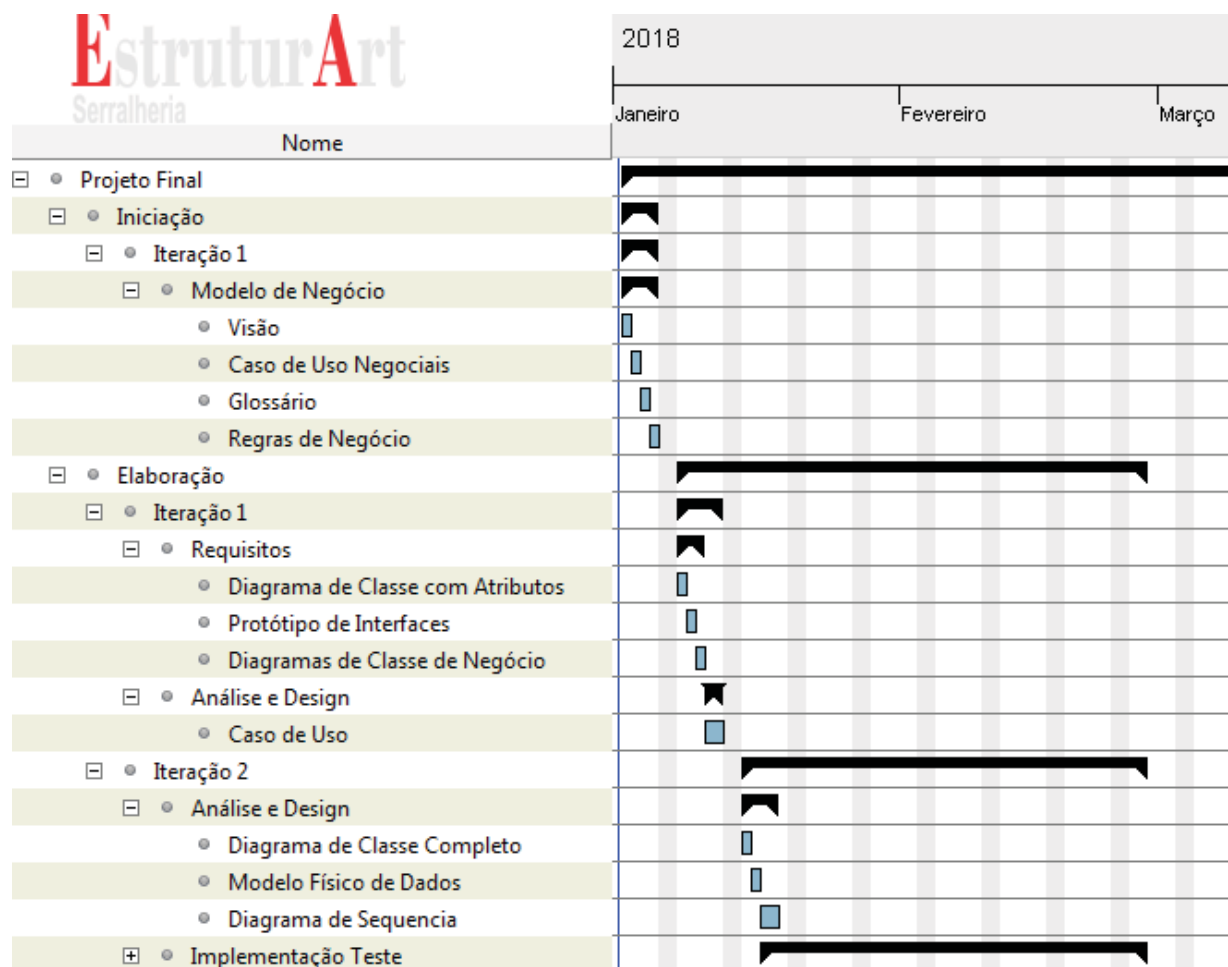 EstruturArt
Serralheria
2018
Janeiro
Fevereiro
Março
Nome
Projeto Final
Iniciação
Iteração 1
Modelo de Negócio
Visão
Caso de Uso Negociais
Glossário
Regras de Negócio
Elaboração
Iteração 1
Requisitos
Diagrama de Classe com Atributos
Protótipo de Interfaces
Diagramas de Classe de Negócio
Análise e Design
Caso de Uso
Iteração 2
Análise e Design
Diagrama de Classe Completo
Modelo Físico de Dados
Diagrama de Sequencia
Implementação Teste